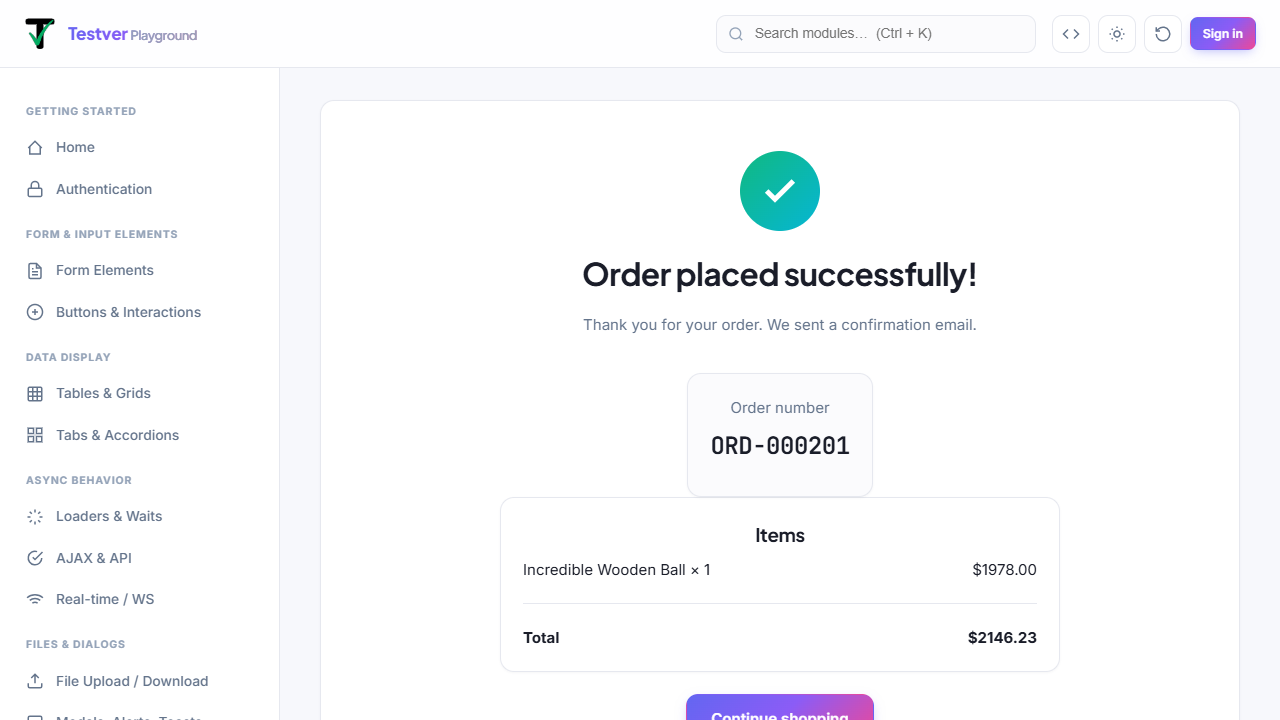 Testver Playground
Search modules... (Ctrl + K)
Sign in
GETTING STARTED
Home
Authentication
FORM & INPUT ELEMENTS
Form Elements
Buttons & Interactions
DATA DISPLAY
Tables & Grids
Tabs & Accordions
ASYNC BEHAVIOR
Loaders & Waits
AJAX & API
Real-time / WS
FILES & DIALOGS
File Upload / Download
Modals, Alerts, Toasts
Order placed successfully!
Thank you for your order. We sent a confirmation email.
Order number
ORD-000201
Items
Incredible Wooden Ball × 1 $1978.00
Total $2146.23
Continue shopping